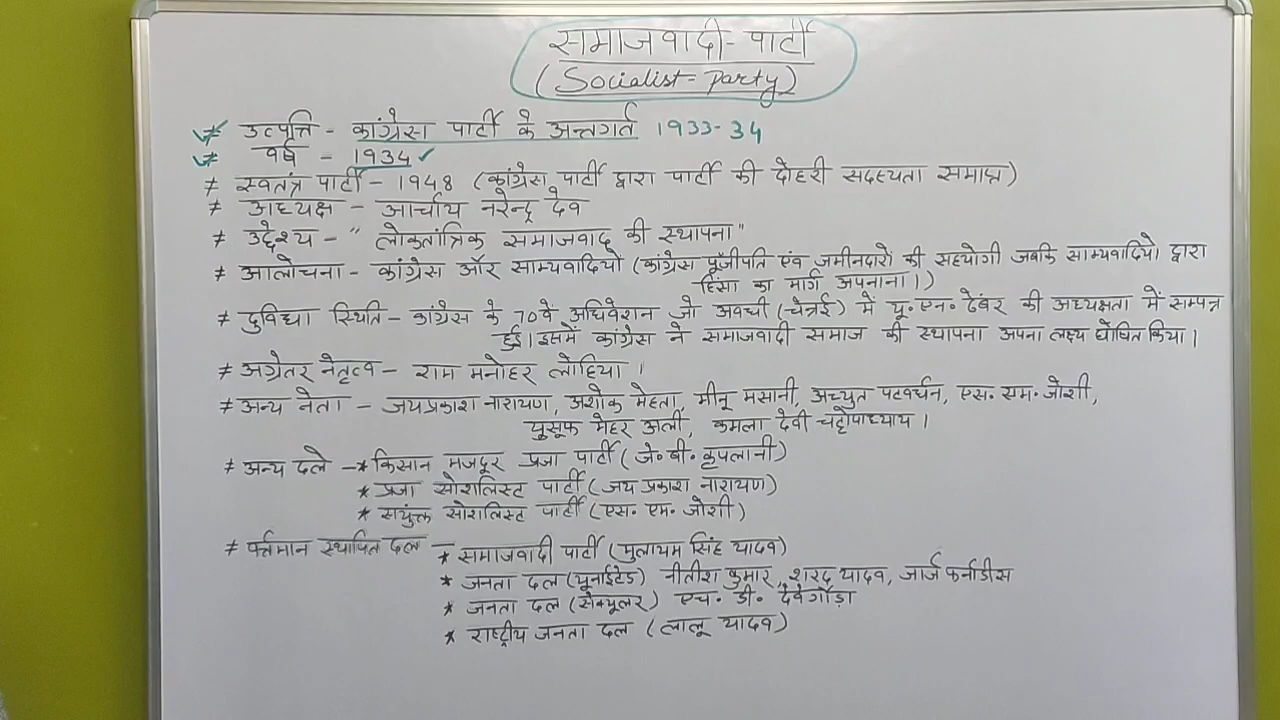 समाजवादी-पार्टी
(Socialist= Party)
≠ उत्पत्ति - कांग्रेस पार्टी के अन्तर्गत 1933-34
≠ वर्ष - 1934 ✓
≠ स्वतंत्र पार्टी - 1948 (कांग्रेस पार्टी द्वारा पार्टी की दोहरी सदस्यता समाप्त)
≠ अध्यक्ष - आर्चाय नरेन्द्र देव
≠ उद्देश्य - " लोकतांत्रिक समाजवाद की स्थापना"
≠ आलोचना - कांग्रेस और साम्यवादियों (कांग्रेस पूँजीपति एंव जमीनदारों की सहयोगी जबकि साम्यवादियों द्वारा
हिंसा का मार्ग अपनाना।)
≠ दुविधा स्थिति - कांग्रेस के 70वें अधिवेशन जो अवधी (चेन्नई) में यू. एन. ढेबर की अध्यक्षता में सम्पन्न
हुई। इसमें कांग्रेस ने समाजवादी समाज की स्थापना अपना लक्ष्य घोषित किया।
≠ अग्रेतर नेतृत्व - राम मनोहर लोहिया।
≠ अन्य नेता - जयप्रकाश नारायण, अशोक मेहता, मीनू मसानी, अच्युत पटवर्धन, एस. एम. जोशी,
युसूफ मेहर अली, कमला देवी चट्टोपाध्याय।
≠ अन्य दल - * किसान मजदूर प्रजा पार्टी (जे. बी. कृपलानी)
* प्रजा सोशलिस्ट पार्टी (जय प्रकाश नारायण)
* सयुंक्त सोशलिस्ट पार्टी (एस. एम. जोशी)
≠ वर्तमान स्थापित दल - * समाजवादी पार्टी (मुलायम सिंह यादव)
* जनता दल (यूनाईटेड) नीतीश कुमार, शरद यादव, जार्ज फर्नाडीस
* जनता दल (सेक्यूलर) एच. डी. देवेगौड़ा
* राष्ट्रीय जनता दल (लालू यादव)